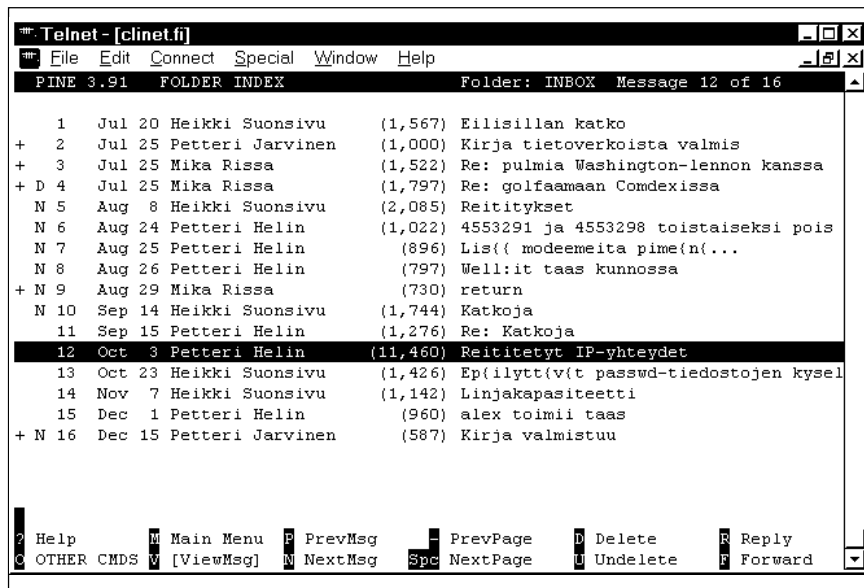 Telnet - [clinet.fi]
File Edit Connect Special Window Help
PINE 3.91 FOLDER INDEX Folder: INBOX Message 12 of 16
1 Jul 20 Heikki Suonsivu (1,567) Eilisillan katko
+ 2 Jul 25 Petteri Jarvinen (1,000) Kirja tietoverkoista valmis
+ 3 Jul 25 Mika Rissa (1,522) Re: pulmia Washington-lennon kanssa
+ D 4 Jul 25 Mika Rissa (1,797) Re: golfaamaan Comdexissa
N 5 Aug 8 Heikki Suonsivu (2,085) Reititykset
N 6 Aug 24 Petteri Helin (1,022) 4553291 ja 4553298 toistaiseksi pois
N 7 Aug 25 Petteri Helin (896) Lis{{ modeemeita pime{n{...
N 8 Aug 26 Petteri Helin (797) Well:it taas kunnossa
+ N 9 Aug 29 Mika Rissa (730) return
N 10 Sep 14 Heikki Suonsivu (1,744) Katkoja
11 Sep 15 Petteri Helin (1,276) Re: Katkoja
12 Oct 3 Petteri Helin (11,460) Reititetyt IP-yhteydet
13 Oct 23 Heikki Suonsivu (1,426) Ep{ilytt{v{t passwd-tiedostojen kysel
14 Nov 7 Heikki Suonsivu (1,142) Linjakapasiteetti
15 Dec 1 Petteri Helin (960) alex toimii taas
+ N 16 Dec 15 Petteri Jarvinen (587) Kirja valmistuu
? Help M Main Menu P PrevMsg - PrevPage D Delete R Reply
O OTHER CMDS V [ViewMsg] N NextMsg Spc NextPage U Undelete F Forward